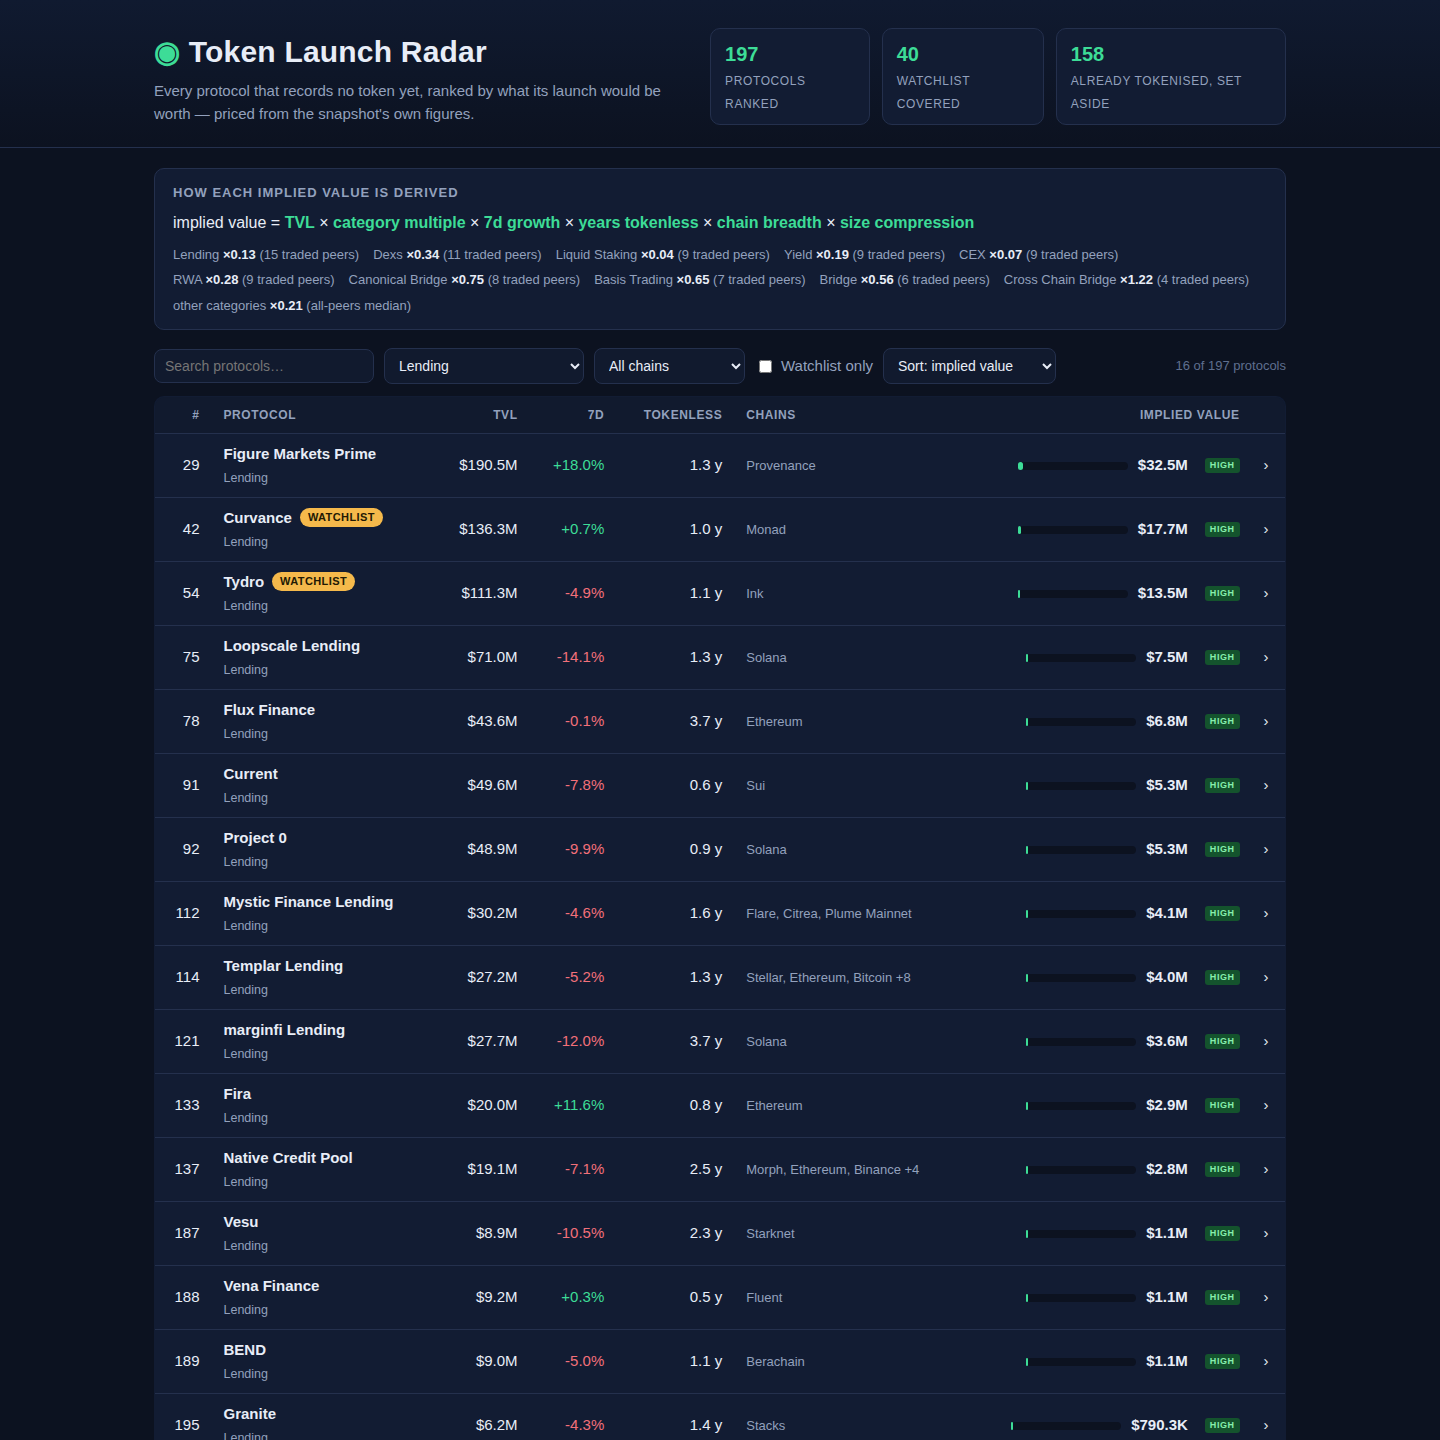 Token Launch Radar
Every protocol that records no token yet, ranked by what its launch would be
worth — priced from the snapshot's own figures.
197
PROTOCOLS
RANKED
40
WATCHLIST
COVERED
158
ALREADY TOKENISED, SET
ASIDE
HOW EACH IMPLIED VALUE IS DERIVED
implied value = TVL × category multiple × 7d growth × years tokenless × chain breadth × size compression
Lending ×0.13 (15 traded peers) Dexs ×0.34 (11 traded peers) Liquid Staking ×0.04 (9 traded peers) Yield ×0.19 (9 traded peers) CEX ×0.07 (9 traded peers)
RWA ×0.28 (9 traded peers) Canonical Bridge ×0.75 (8 traded peers) Basis Trading ×0.65 (7 traded peers) Bridge ×0.56 (6 traded peers) Cross Chain Bridge ×1.22 (4 traded peers)
other categories ×0.21 (all-peers median)
Search protocols… Lending All chains Watchlist only Sort: implied value 16 of 197 protocols
# PROTOCOL TVL 7D TOKENLESS CHAINS IMPLIED VALUE
29 Figure Markets Prime $190.5M +18.0% 1.3 y Provenance $32.5M HIGH ›
Lending
42 Curvance WATCHLIST $136.3M +0.7% 1.0 y Monad $17.7M HIGH ›
Lending
54 Tydro WATCHLIST $111.3M -4.9% 1.1 y Ink $13.5M HIGH ›
Lending
75 Loopscale Lending $71.0M -14.1% 1.3 y Solana $7.5M HIGH ›
Lending
78 Flux Finance $43.6M -0.1% 3.7 y Ethereum $6.8M HIGH ›
Lending
91 Current $49.6M -7.8% 0.6 y Sui $5.3M HIGH ›
Lending
92 Project 0 $48.9M -9.9% 0.9 y Solana $5.3M HIGH ›
Lending
112 Mystic Finance Lending $30.2M -4.6% 1.6 y Flare, Citrea, Plume Mainnet $4.1M HIGH ›
Lending
114 Templar Lending $27.2M -5.2% 1.3 y Stellar, Ethereum, Bitcoin +8 $4.0M HIGH ›
Lending
121 marginfi Lending $27.7M -12.0% 3.7 y Solana $3.6M HIGH ›
Lending
133 Fira $20.0M +11.6% 0.8 y Ethereum $2.9M HIGH ›
Lending
137 Native Credit Pool $19.1M -7.1% 2.5 y Morph, Ethereum, Binance +4 $2.8M HIGH ›
Lending
187 Vesu $8.9M -10.5% 2.3 y Starknet $1.1M HIGH ›
Lending
188 Vena Finance $9.2M +0.3% 0.5 y Fluent $1.1M HIGH ›
Lending
189 BEND $9.0M -5.0% 1.1 y Berachain $1.1M HIGH ›
Lending
195 Granite $6.2M -4.3% 1.4 y Stacks $790.3K HIGH ›
Lending